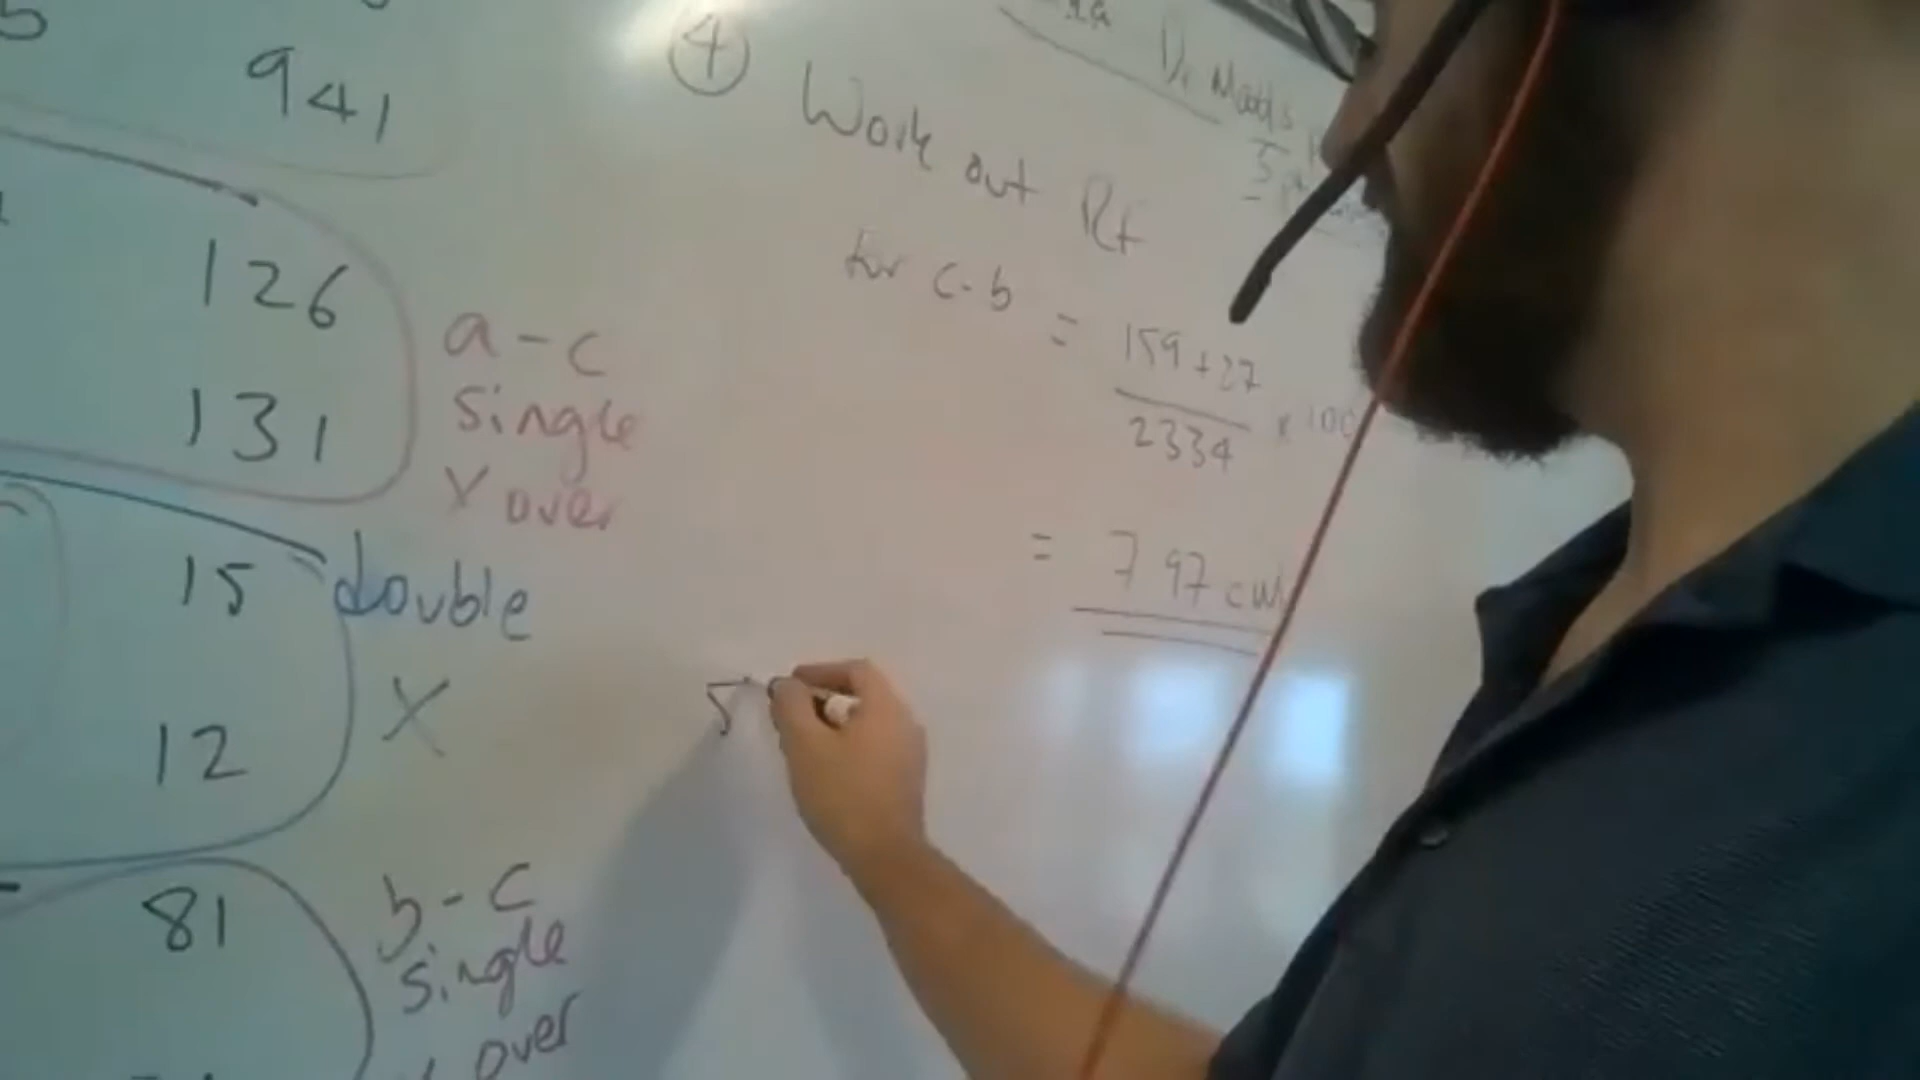 941
126
131
a-c
single
x over
15
12
double
X
81
b-c
single
over
④ Work out RF
for c-b
= 159+27
2334 x 100
= 7 97 cM
5